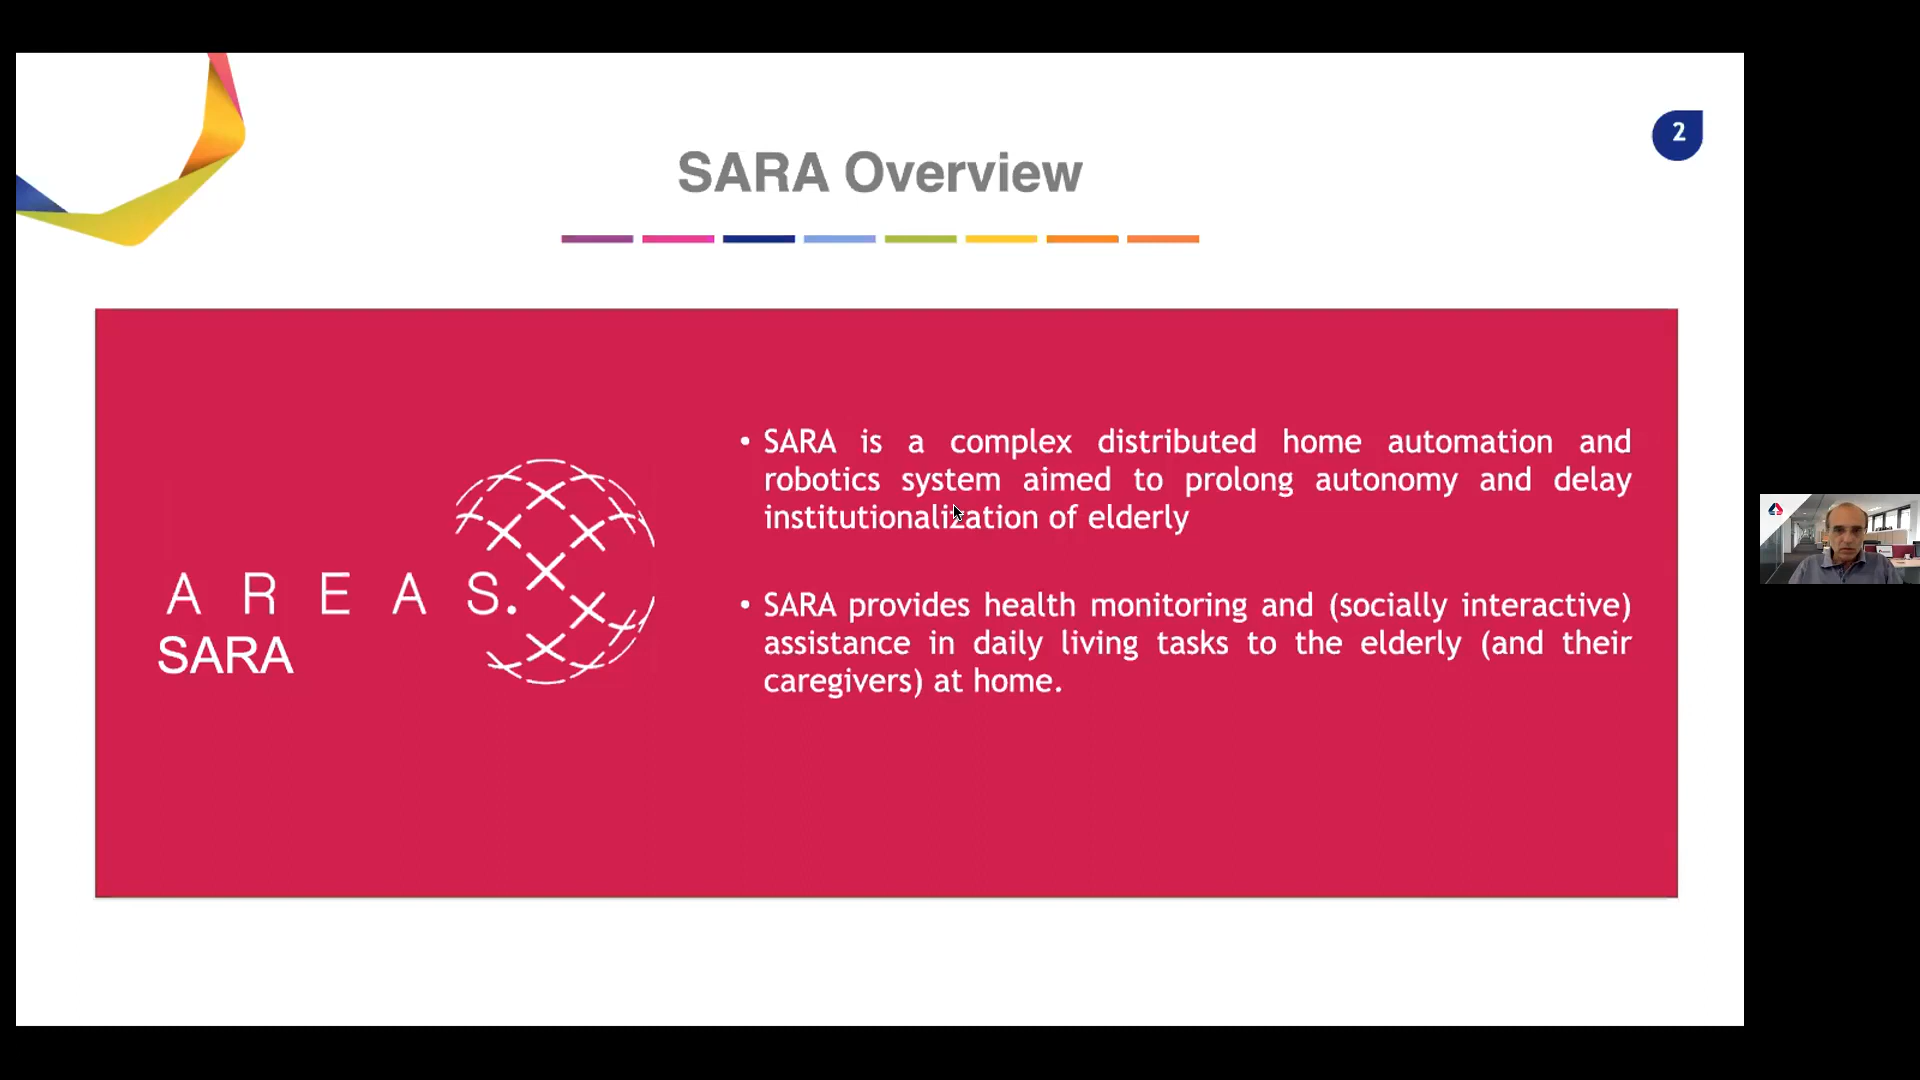 2
SARA Overview
A R E A S.
SARA
• SARA is a complex distributed home automation and
robotics system aimed to prolong autonomy and delay
institutionalization of elderly
• SARA provides health monitoring and (socially interactive)
assistance in daily living tasks to the elderly (and their
caregivers) at home.